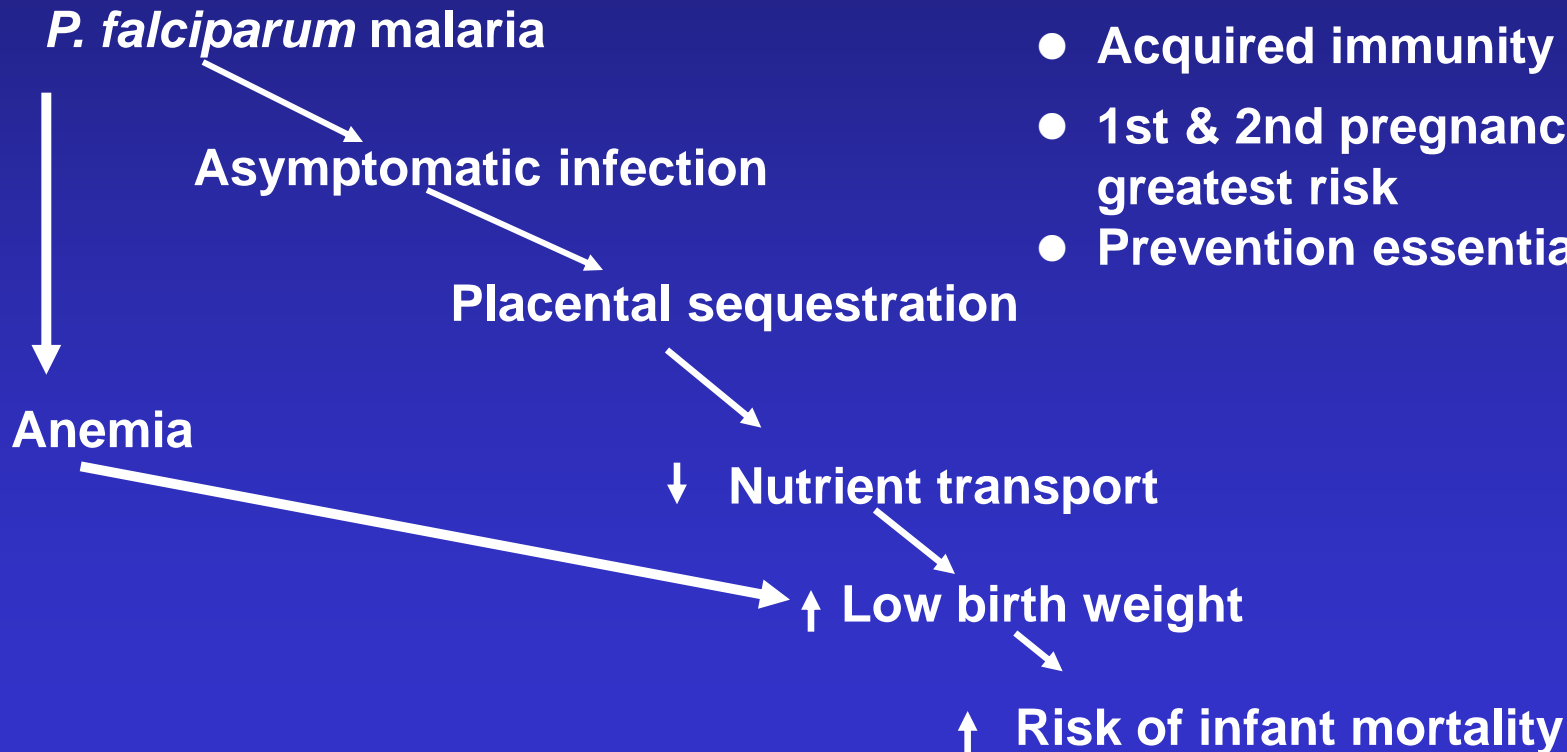 P. falciparum malaria
● Acquired immunity
● 1st & 2nd pregnanc
greatest risk
● Prevention essentia
Asymptomatic infection
Placental sequestration
Anemia
↓ Nutrient transport
↑ Low birth weight
↑ Risk of infant mortality